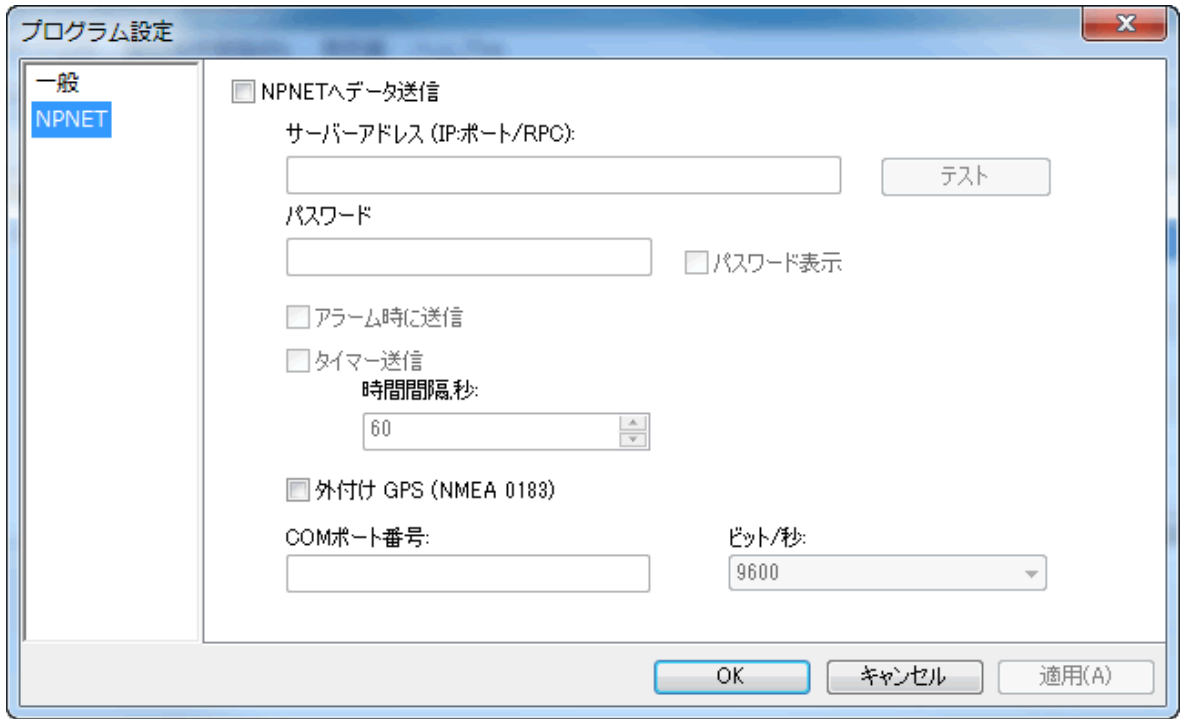 プログラム設定
一般
NPNET
NPNETへデータ送信
サーバーアドレス (IP:ポート/RPC):
テスト
パスワード
パスワード表示
アラーム時に送信
タイマー送信
時間間隔,秒:
60
外付け GPS (NMEA 0183)
COMポート番号:
ビット/秒:
9600
OK
キャンセル
適用(A)